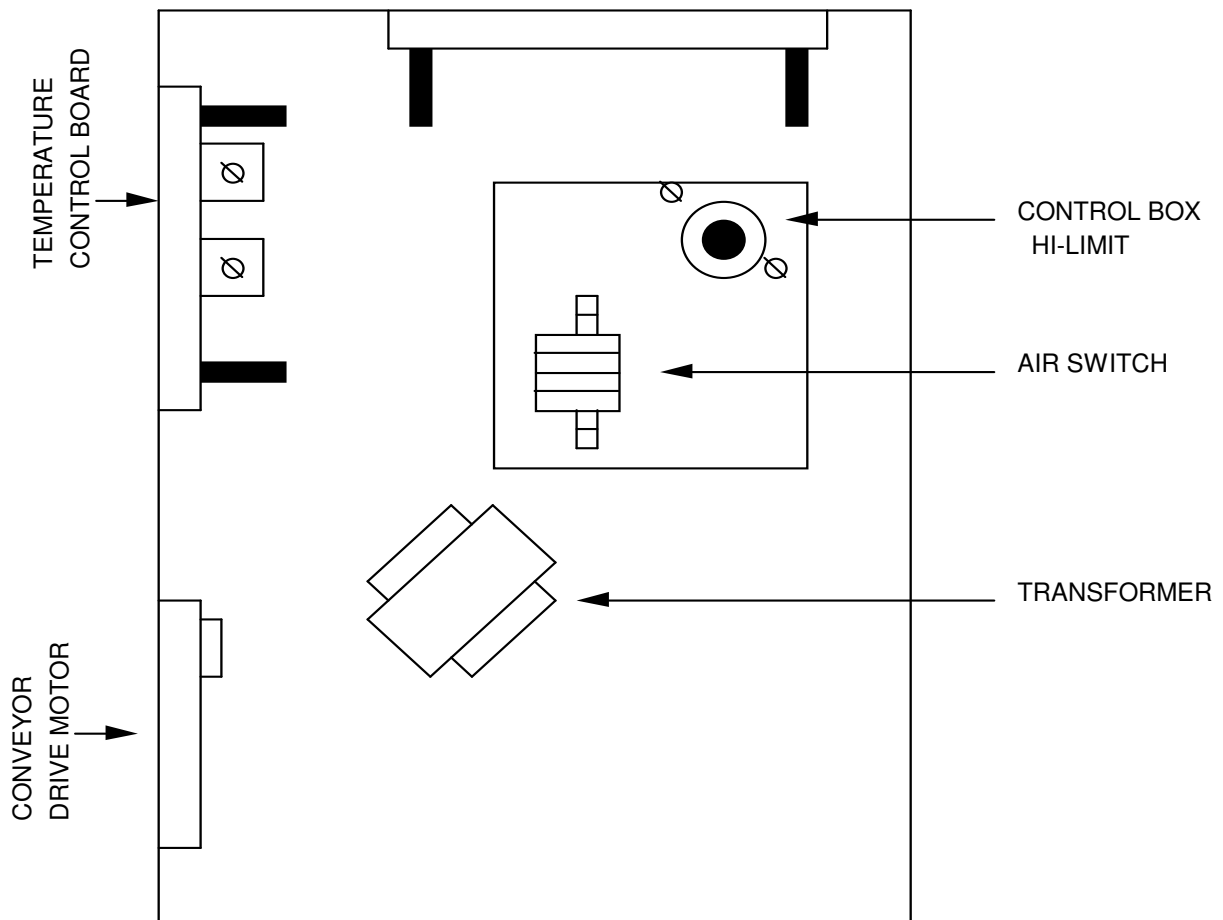 TEMPERATURE
CONTROL BOARD
CONTROL BOX
HI-LIMIT
AIR SWITCH
TRANSFORMER
CONVEYOR
DRIVE MOTOR